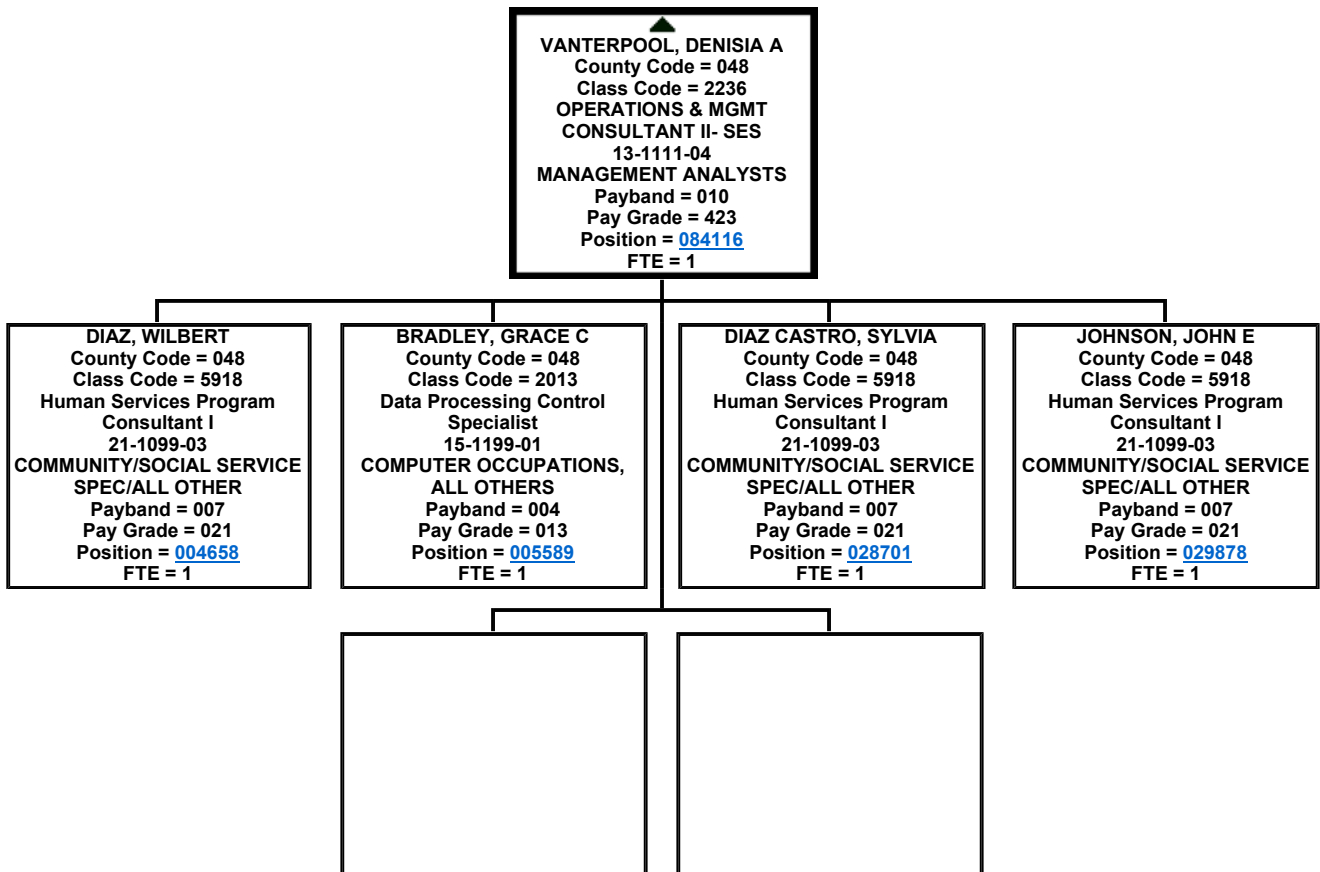 VANTERPOOL, DENISIA A
County Code = 048
Class Code = 2236
OPERATIONS & MGMT
CONSULTANT II- SES
13-1111-04
MANAGEMENT ANALYSTS
Payband = 010
Pay Grade = 423
Position = 084116
FTE = 1
DIAZ, WILBERT
County Code = 048
Class Code = 5918
Human Services Program
Consultant I
21-1099-03
COMMUNITY/SOCIAL SERVICE
SPEC/ALL OTHER
Payband = 007
Pay Grade = 021
Position = 004658
FTE = 1
BRADLEY, GRACE C
County Code = 048
Class Code = 2013
Data Processing Control
Specialist
15-1199-01
COMPUTER OCCUPATIONS,
ALL OTHERS
Payband = 004
Pay Grade = 013
Position = 005589
FTE = 1
DIAZ CASTRO, SYLVIA
County Code = 048
Class Code = 5918
Human Services Program
Consultant I
21-1099-03
COMMUNITY/SOCIAL SERVICE
SPEC/ALL OTHER
Payband = 007
Pay Grade = 021
Position = 028701
FTE = 1
JOHNSON, JOHN E
County Code = 048
Class Code = 5918
Human Services Program
Consultant I
21-1099-03
COMMUNITY/SOCIAL SERVICE
SPEC/ALL OTHER
Payband = 007
Pay Grade = 021
Position = 029878
FTE = 1